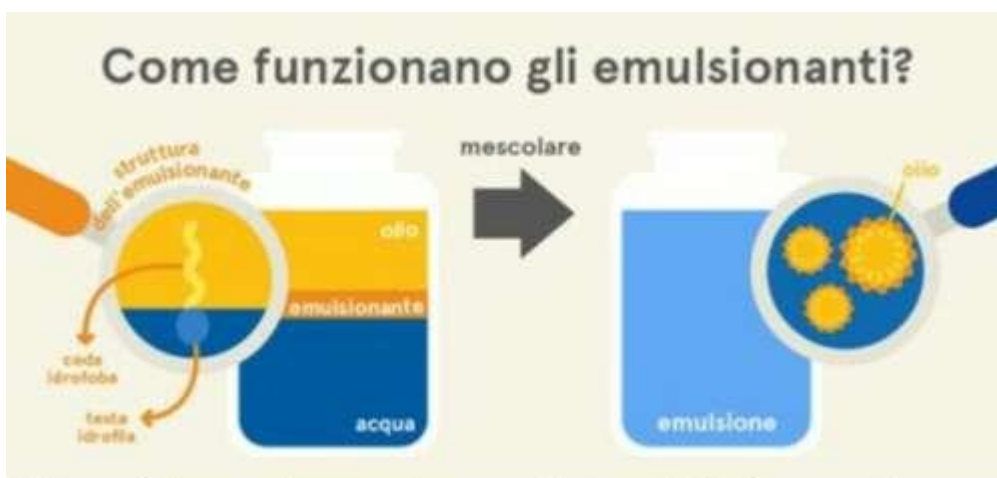 Come funzionano gli emulsionanti?
struttura
dell'emulsionante
mescolare
olio
olio
emulsionante
coda
idrofoba
testa
idrofila
acqua
emulsione